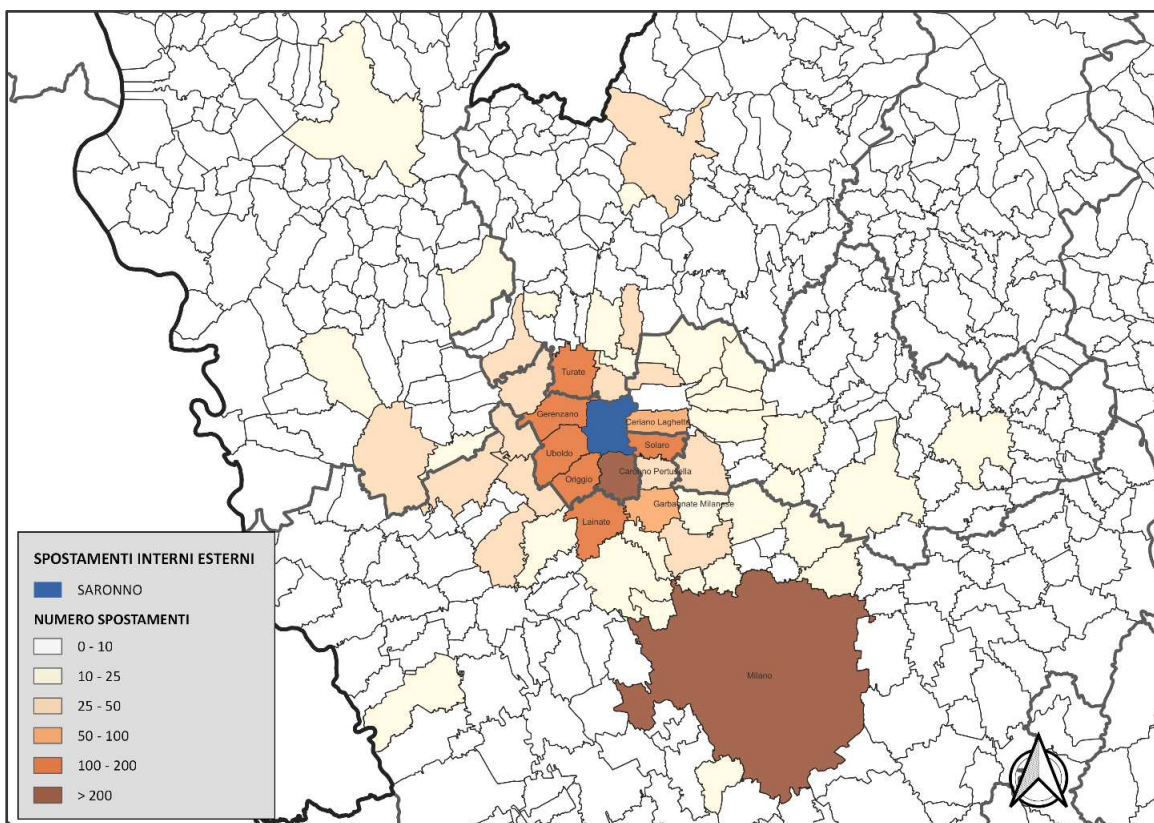 Turate
Gerenzano
Ceriano Laghetto
Uboldo
Solaro
Caronno Pertusella
Origgio
Garbagnate Milanese
Lainate
Milano
SPOSTAMENTI INTERNI ESTERNI
SARONNO
NUMERO SPOSTAMENTI
0 - 10
10 - 25
25 - 50
50 - 100
100 - 200
> 200